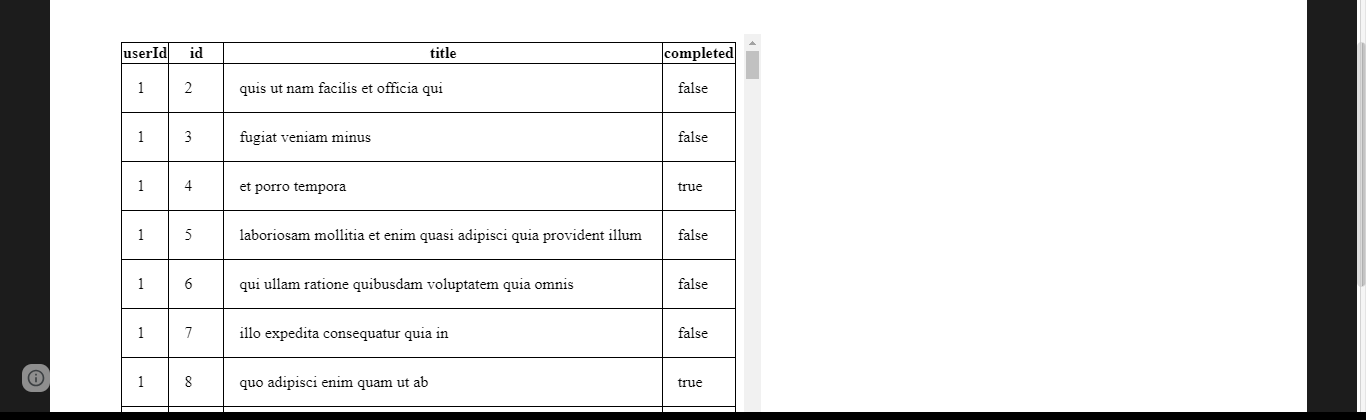 userId id title completed
1 2 quis ut nam facilis et officia qui false
1 3 fugiat veniam minus false
1 4 et porro tempora true
1 5 laboriosam mollitia et enim quasi adipisci quia provident illum false
1 6 qui ullam ratione quibusdam voluptatem quia omnis false
1 7 illo expedita consequatur quia in false
1 8 quo adipisci enim quam ut ab true